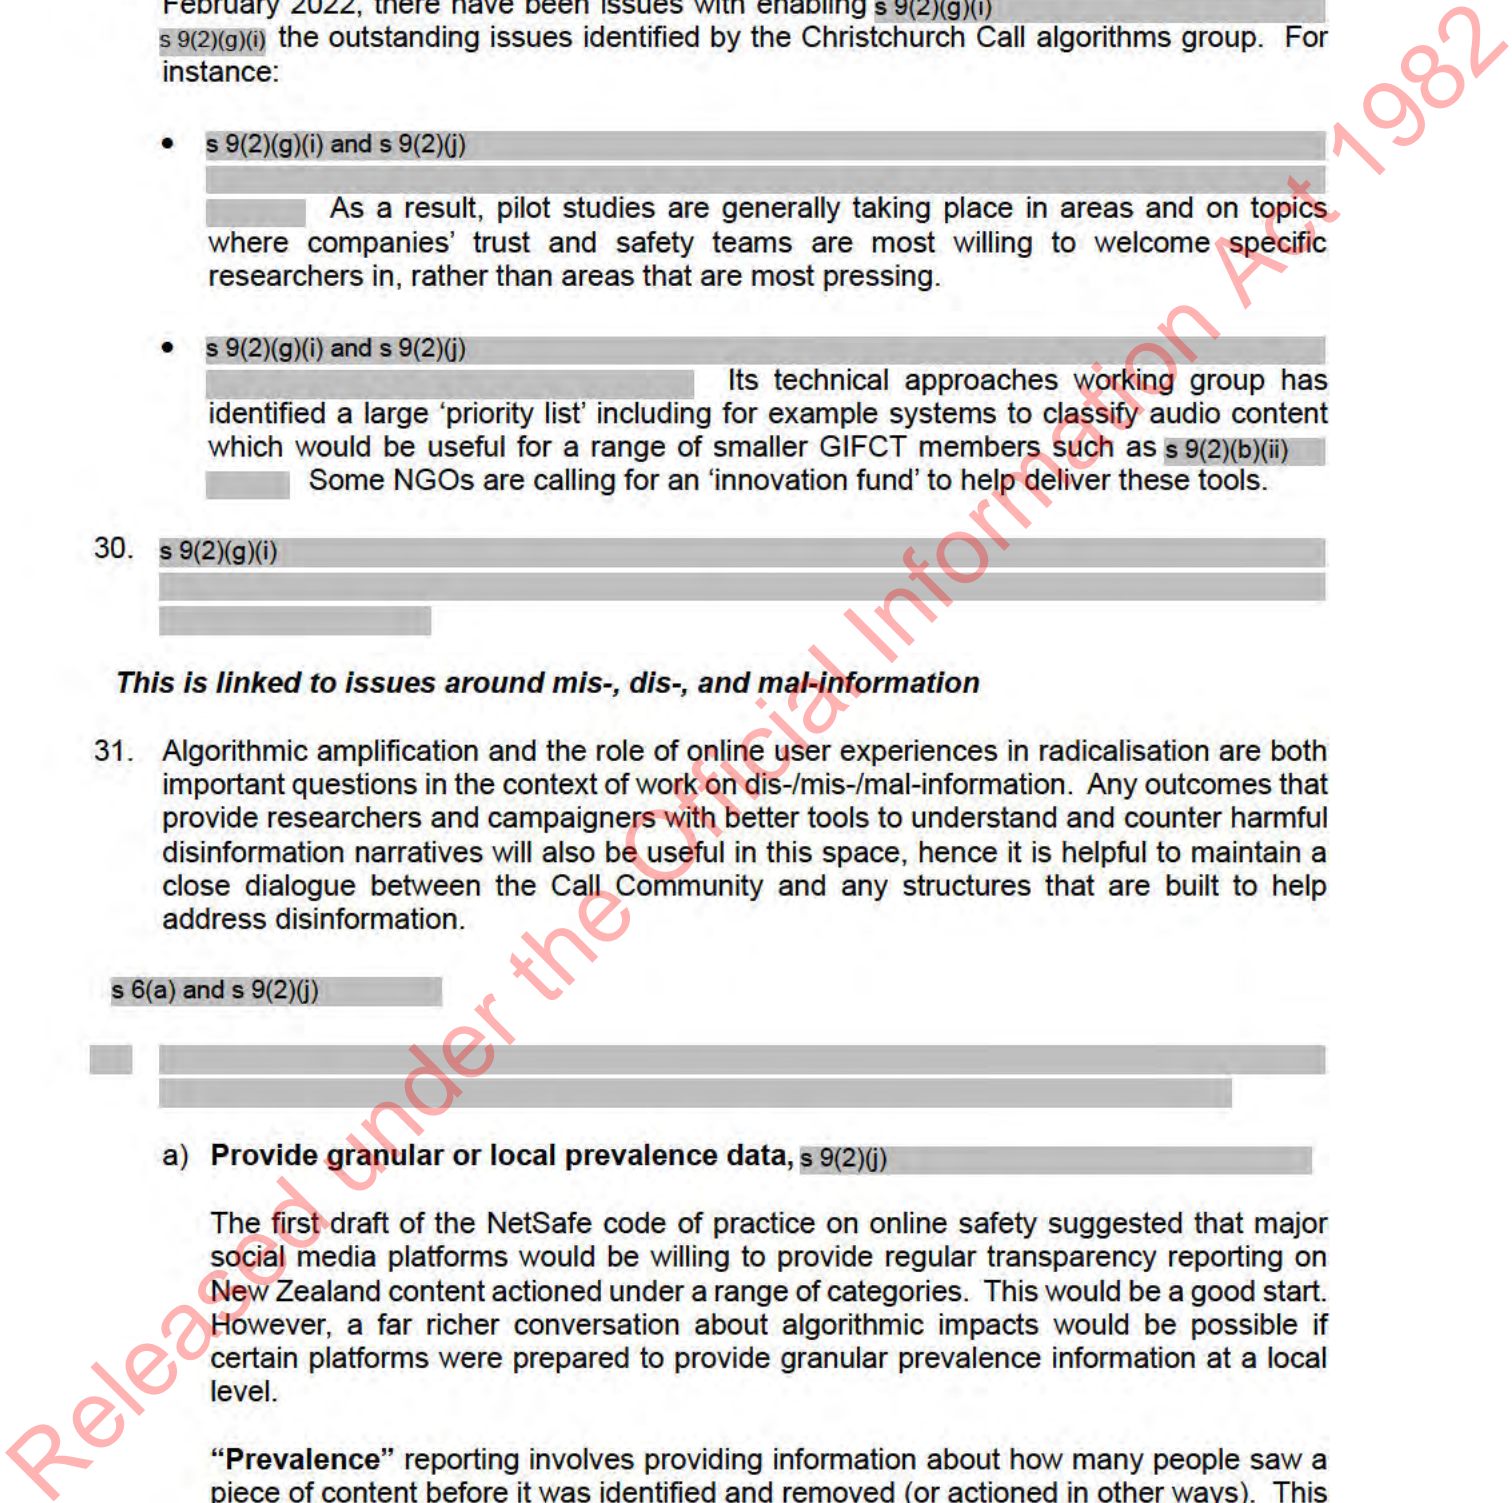 February 2022, there have been issues with enabling s 9(2)(g)(i)
s 9(2)(g)(i) the outstanding issues identified by the Christchurch Call algorithms group. For
instance:
• s 9(2)(g)(i) and s 9(2)(j)
As a result, pilot studies are generally taking place in areas and on topics
where companies’ trust and safety teams are most willing to welcome specific
researchers in, rather than areas that are most pressing.
• s 9(2)(g)(i) and s 9(2)(j)
Its technical approaches working group has
identified a large ‘priority list’ including for example systems to classify audio content
which would be useful for a range of smaller GIFCT members such as s 9(2)(b)(ii)
Some NGOs are calling for an ‘innovation fund’ to help deliver these tools.
30. s 9(2)(g)(i)
This is linked to issues around mis-, dis-, and mal-information
31. Algorithmic amplification and the role of online user experiences in radicalisation are both
important questions in the context of work on dis-/mis-/mal-information. Any outcomes that
provide researchers and campaigners with better tools to understand and counter harmful
disinformation narratives will also be useful in this space, hence it is helpful to maintain a
close dialogue between the Call Community and any structures that are built to help
address disinformation.
s 6(a) and s 9(2)(j)
a) Provide granular or local prevalence data, s 9(2)(j)
The first draft of the NetSafe code of practice on online safety suggested that major
social media platforms would be willing to provide regular transparency reporting on
New Zealand content actioned under a range of categories. This would be a good start.
However, a far richer conversation about algorithmic impacts would be possible if
certain platforms were prepared to provide granular prevalence information at a local
level.
“Prevalence” reporting involves providing information about how many people saw a
piece of content before it was identified and removed (or actioned in other ways). This
Released under the Official Information Act 1982